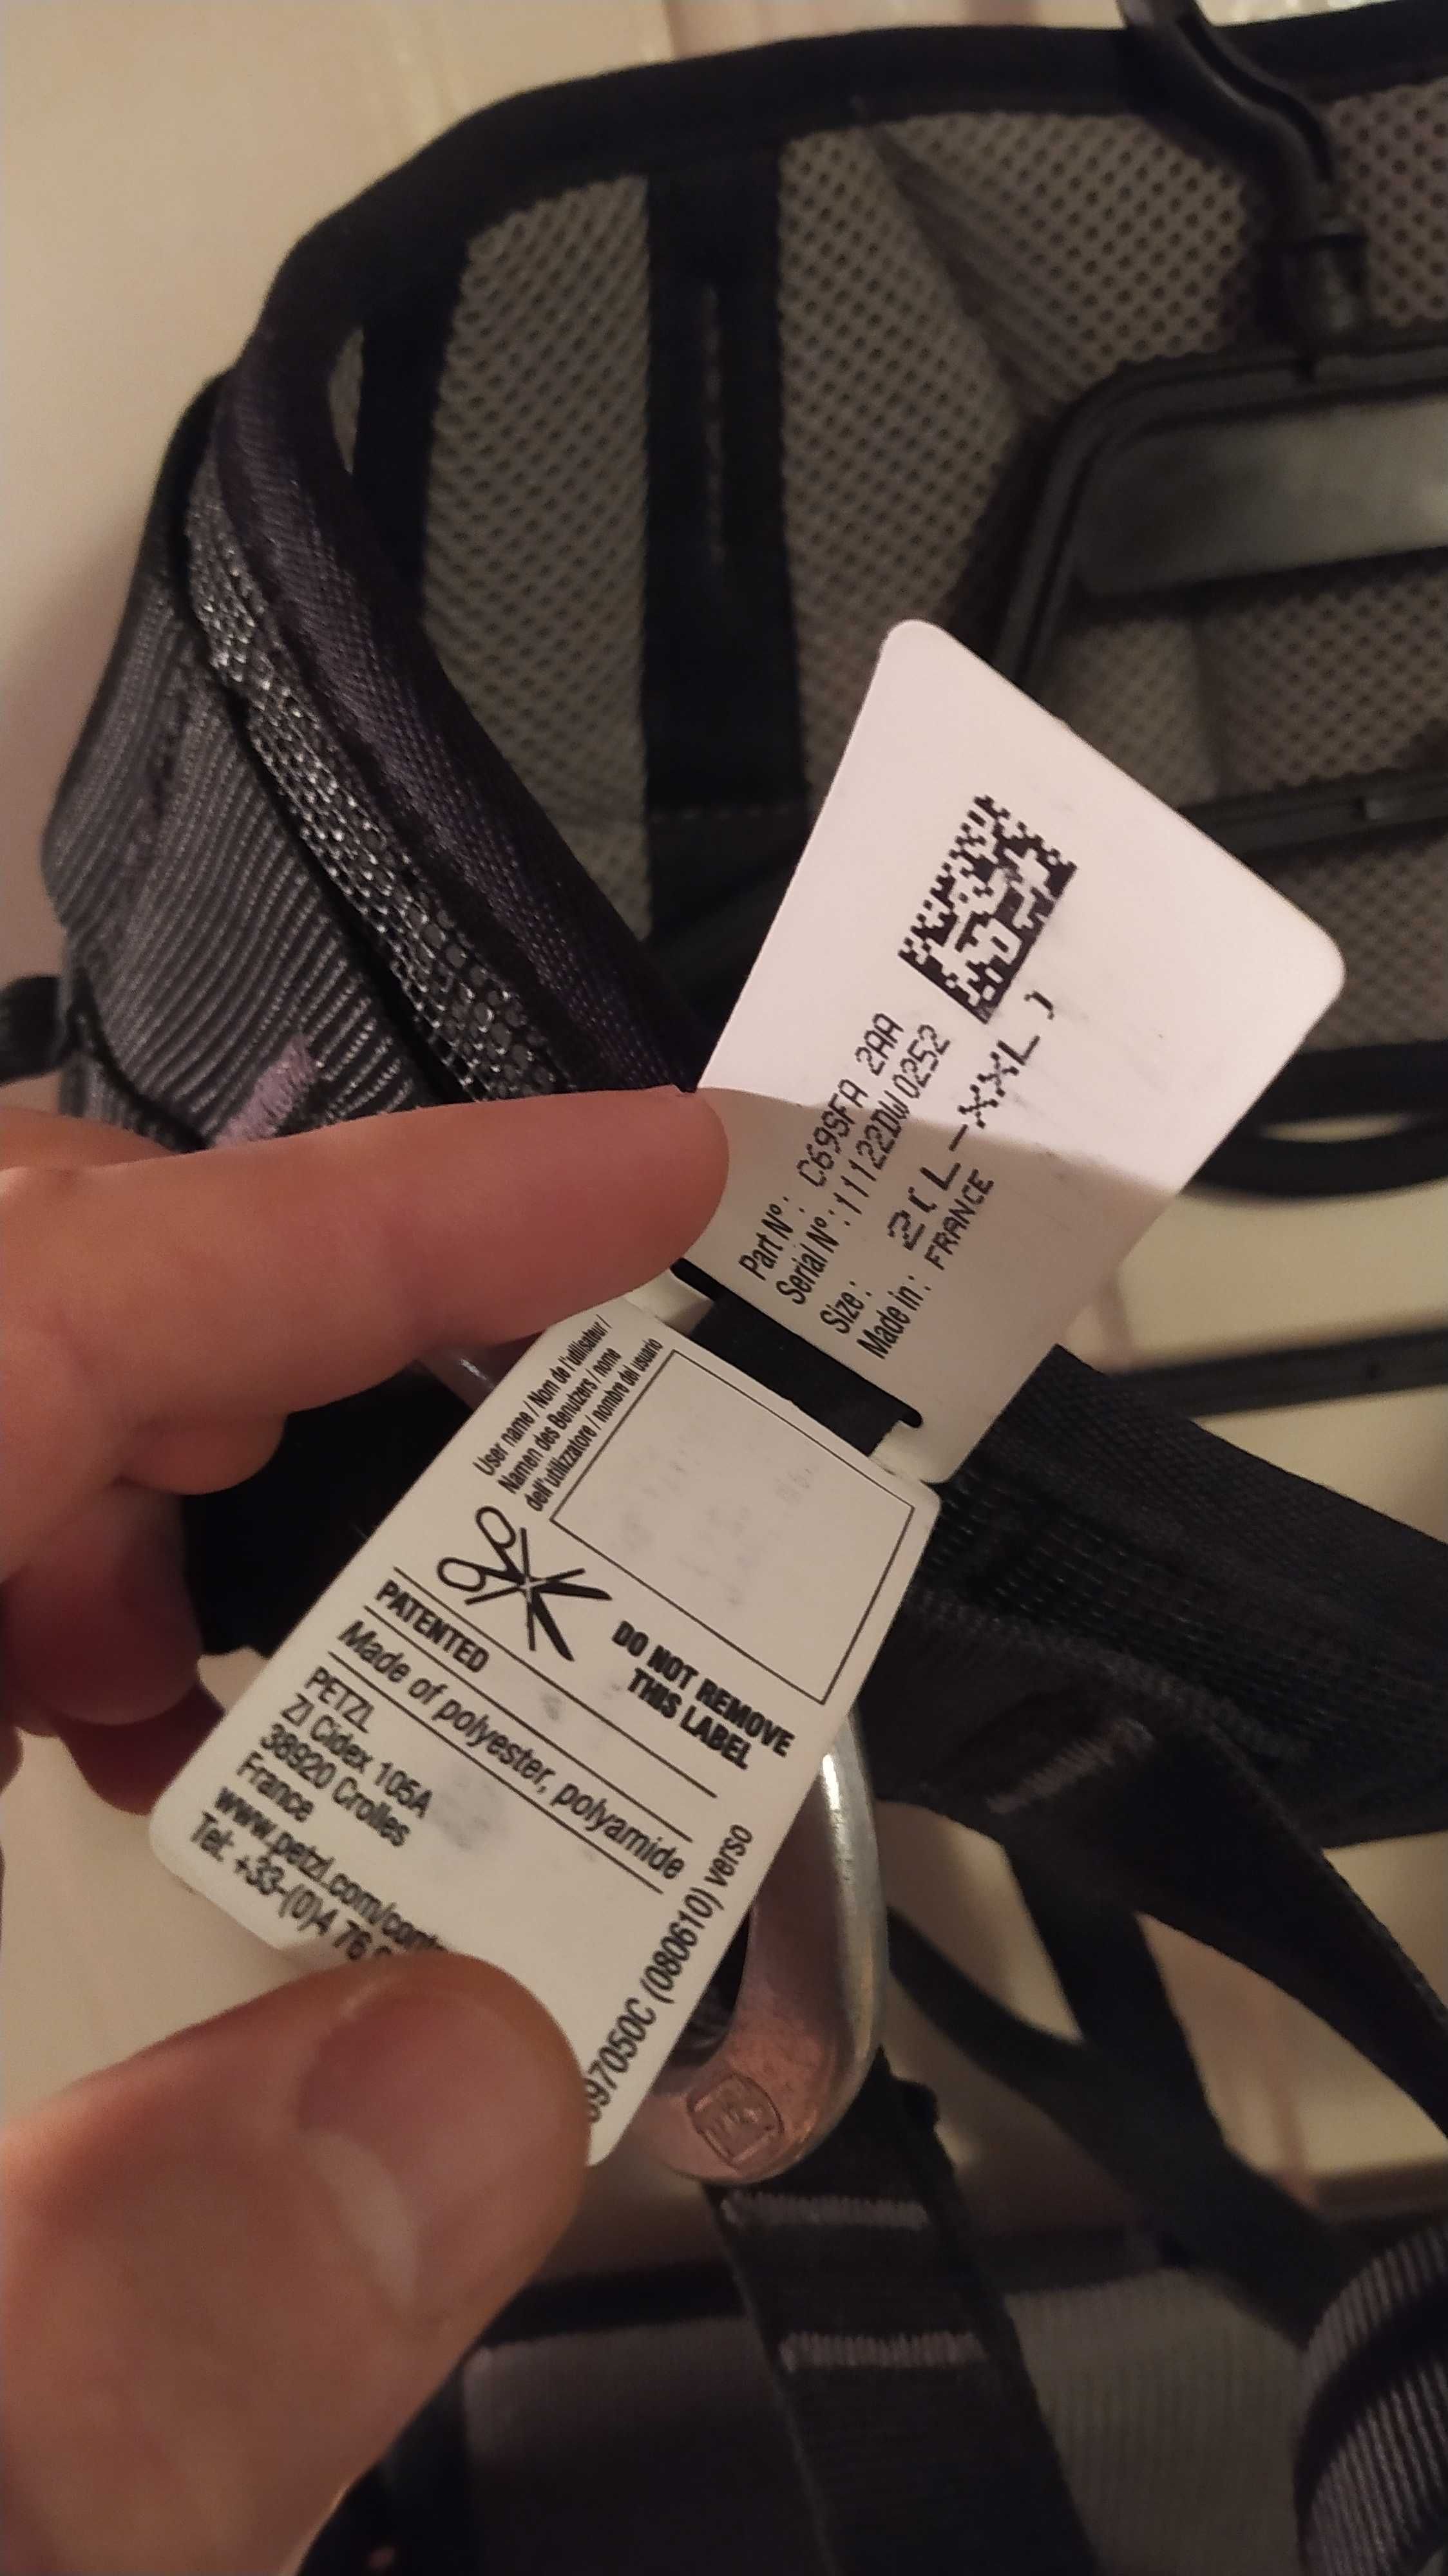 Part N°: C69SFA 2AA
Serial N°: 11122DW0252
Size: 2(L-XXL)
Made in: FRANCE
User name / Nom de l'utilisateur /
Namen des Benutzers / nome
dell'utilizzatore / nombre del usuario
DO NOT REMOVE
THIS LABEL
PATENTED
Made of polyester, polyamide
PETZL
ZI Cidex 105A
38920 Crolles
France
www.petzl.com/cont
Tel: +33-(0)4 76
97050C (080610) verso